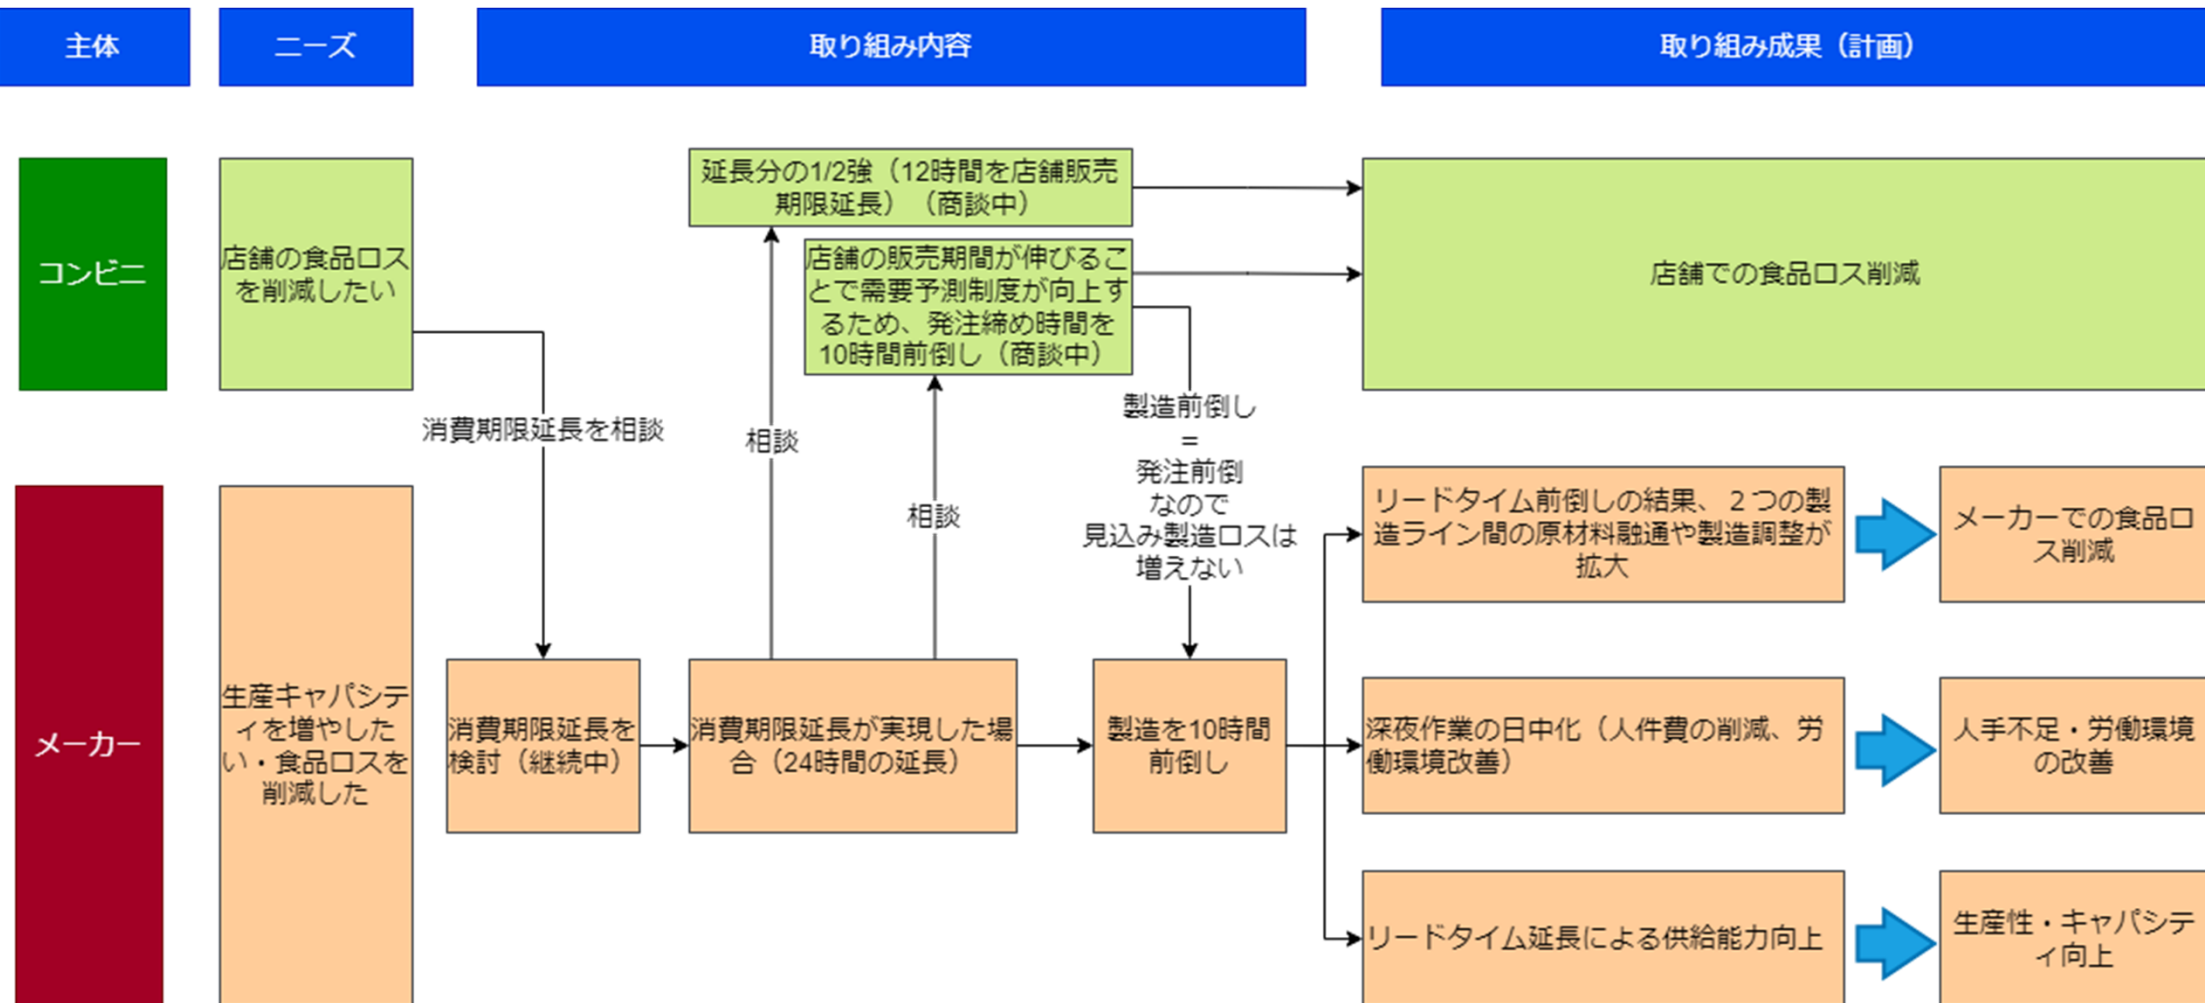 主体
ニーズ
取り組み内容
取り組み成果（計画）
コンビニ
店舗の食品ロス
を削減したい
消費期限延長を相談
延長分の1/2強（12時間を店舗販売
期限延長）（商談中）
店舗の販売期間が伸びるこ
とで需要予測制度が向上す
るため、発注締め時間を
10時間前倒し（商談中）
相談
相談
製造前倒し
=
発注前倒
なので
見込み製造ロスは
増えない
店舗での食品ロス削減
メーカー
生産キャパシテ
ィを増やした
い・食品ロスを
削減した
消費期限延長を
検討（継続中）
消費期限延長が実現した場
合（24時間の延長）
製造を10時間
前倒し
リードタイム前倒しの結果、２つの製
造ライン間の原材料融通や製造調整が
拡大
メーカーでの食品ロ
ス削減
深夜作業の日中化（人件費の削減、労
働環境改善）
人手不足・労働環境
の改善
リードタイム延長による供給能力向上
生産性・キャパシテ
ィ向上